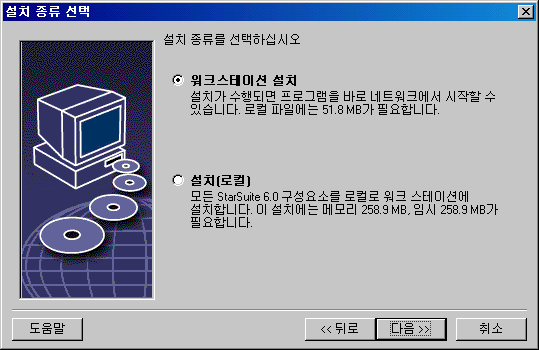 설치 종류 선택
설치 종류를 선택하십시오
워크스테이션 설치
설치가 수행되면 프로그램을 바로 네트워크에서 시작할 수
있습니다. 로컬 파일에는 51.8 MB가 필요합니다.
설치(로컬)
모든 StarSuite 6.0 구성요소를 로컬로 워크 스테이션에
설치합니다. 이 설치에는 메모리 258.9 MB, 임시 258.9 MB가
필요합니다.
도움말
<< 뒤로
다음 >>
취소